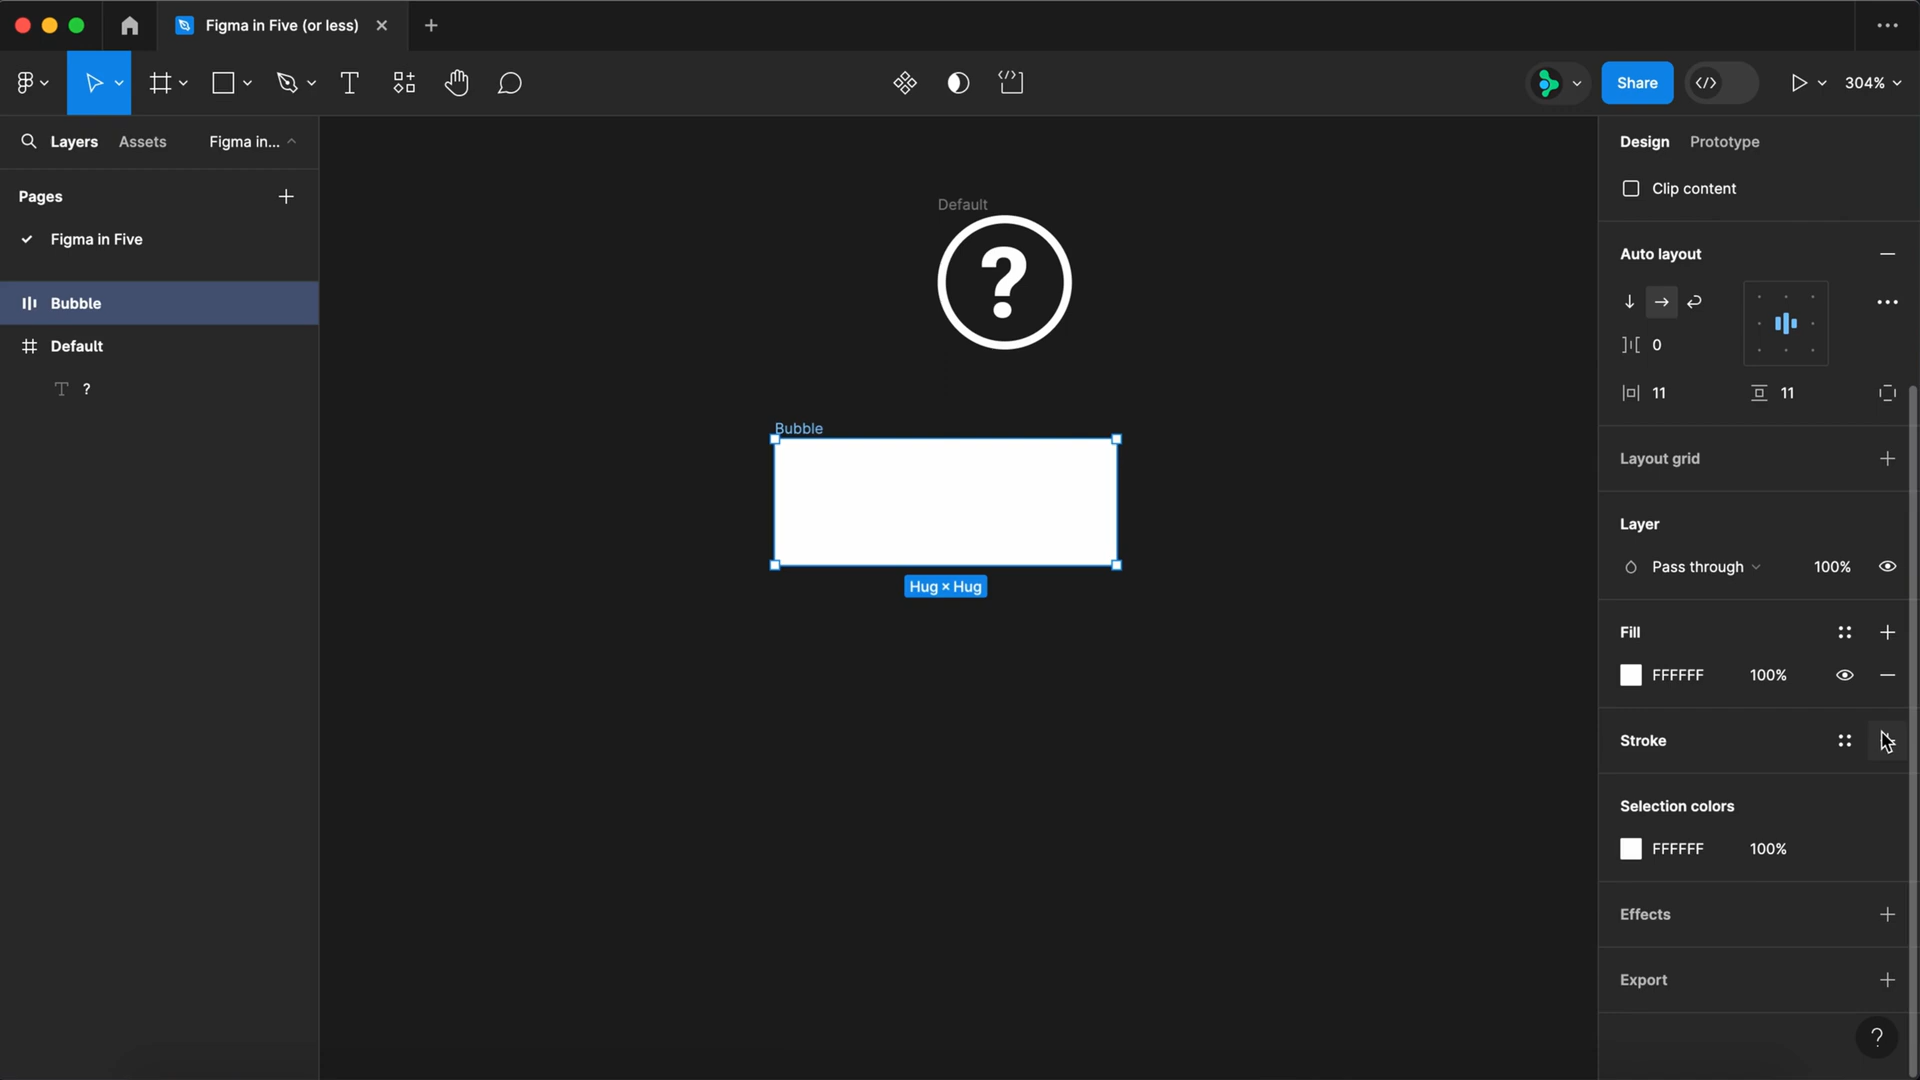 Figma in Five (or less)
Share
304%
Layers
Assets
Figma in...
Pages
Figma in Five
Bubble
Default
?
Default
?
Bubble
Hug × Hug
Design
Prototype
Clip content
Auto layout
0
11
11
Layout grid
Layer
Pass through
100%
Fill
FFFFFF
100%
Stroke
Selection colors
FFFFFF
100%
Effects
Export
?